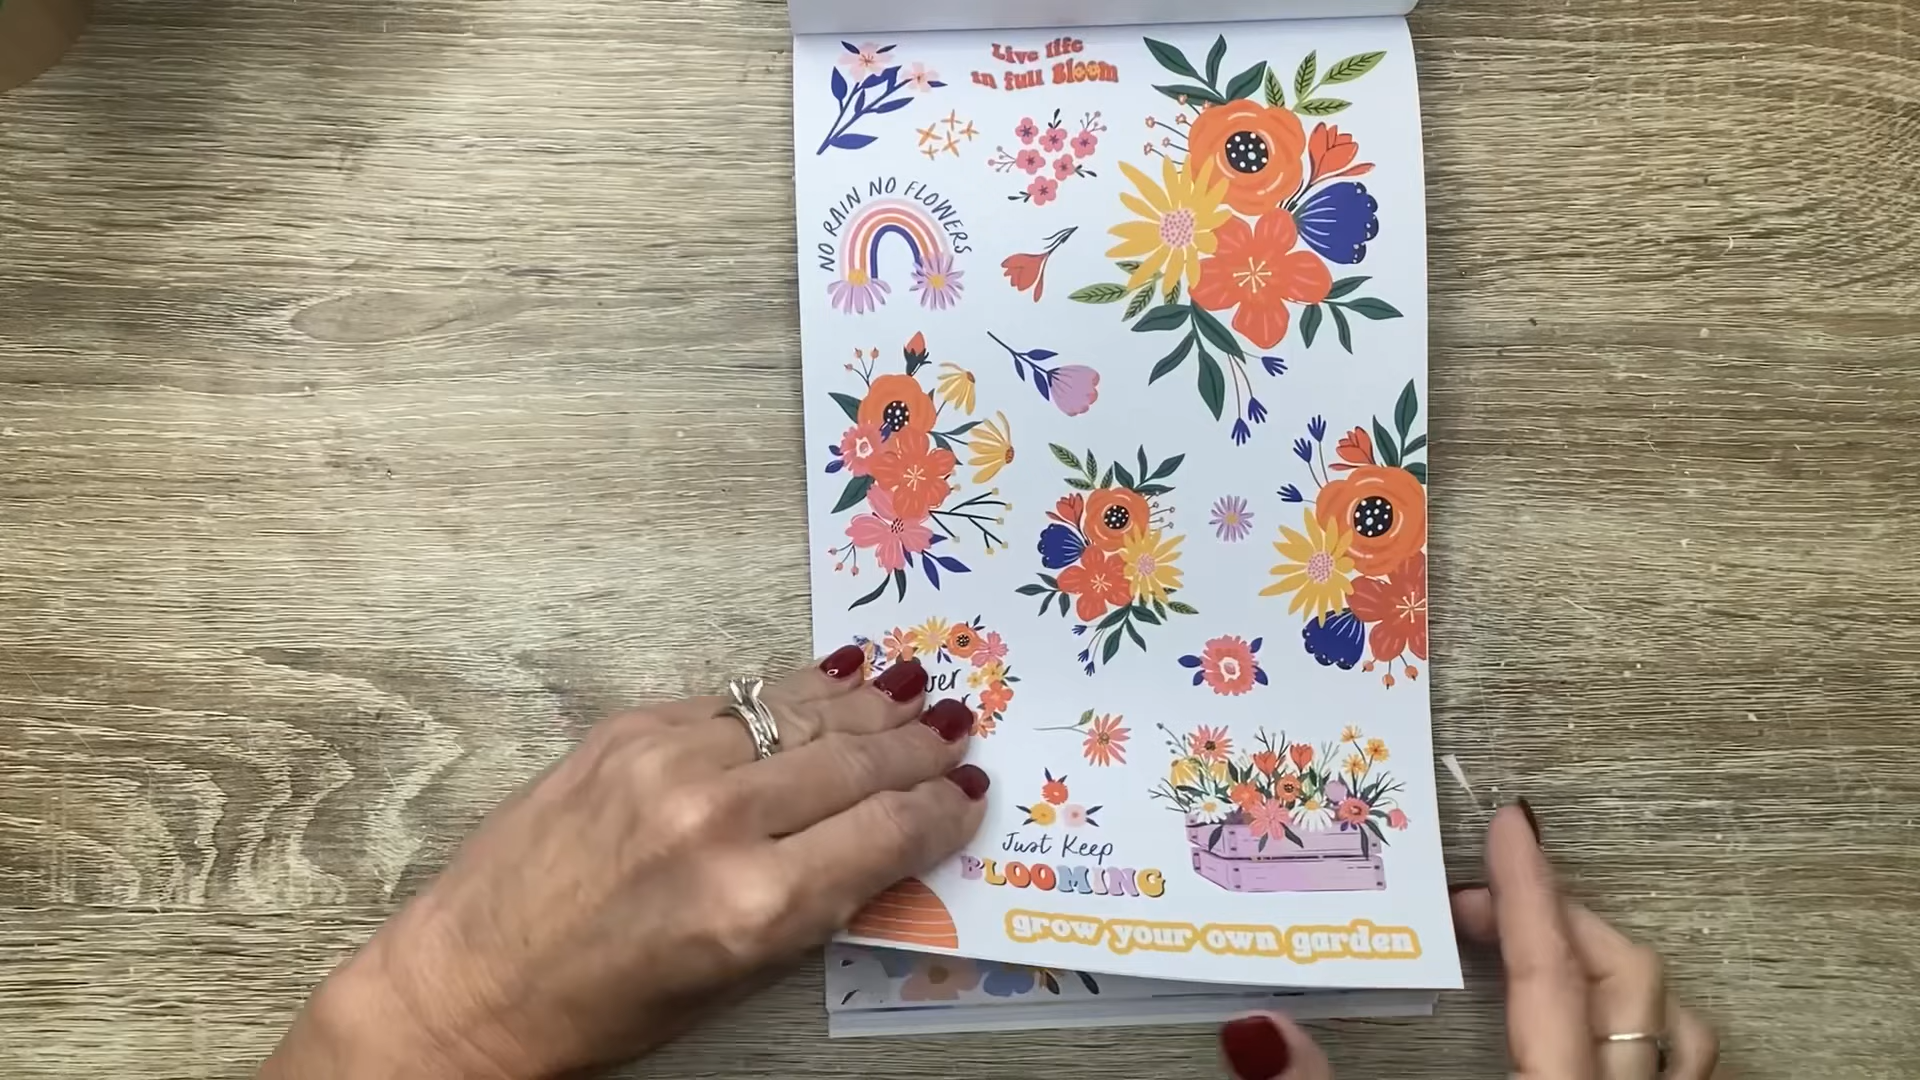 Live life
in full Bloom
NO RAIN NO FLOWERS
Just Keep
BLOOMING
grow your own garden